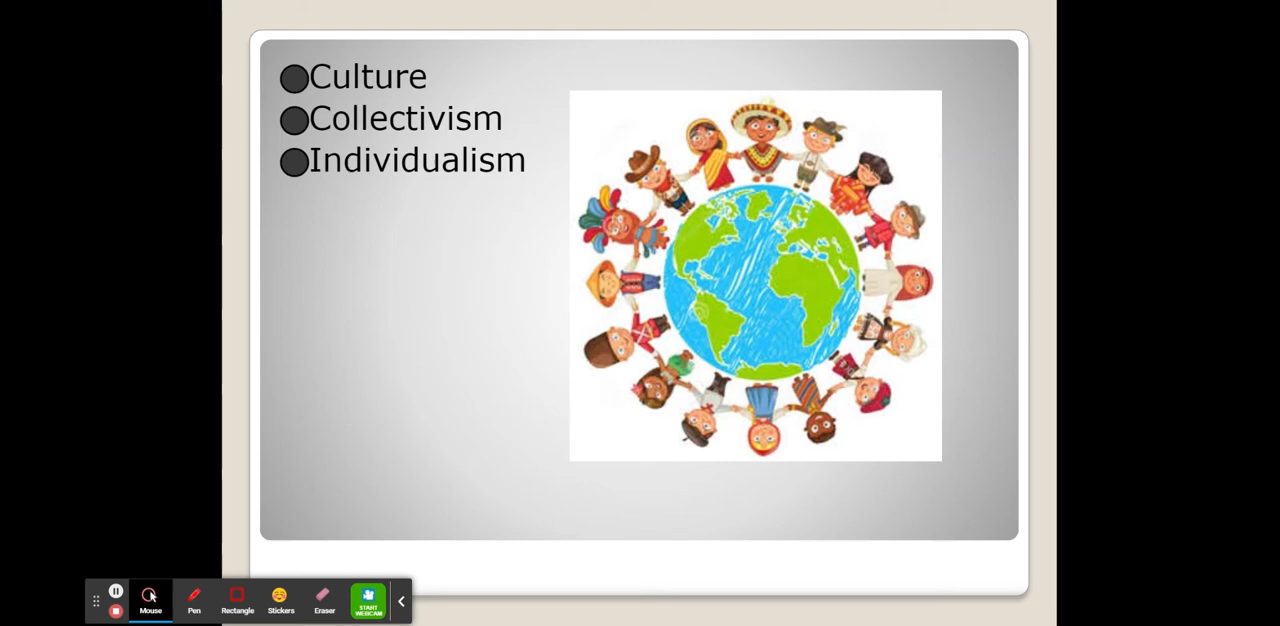 Culture
Collectivism
Individualism
Mouse
Pen
Rectangle
Stickers
Eraser
START
WEBCAM